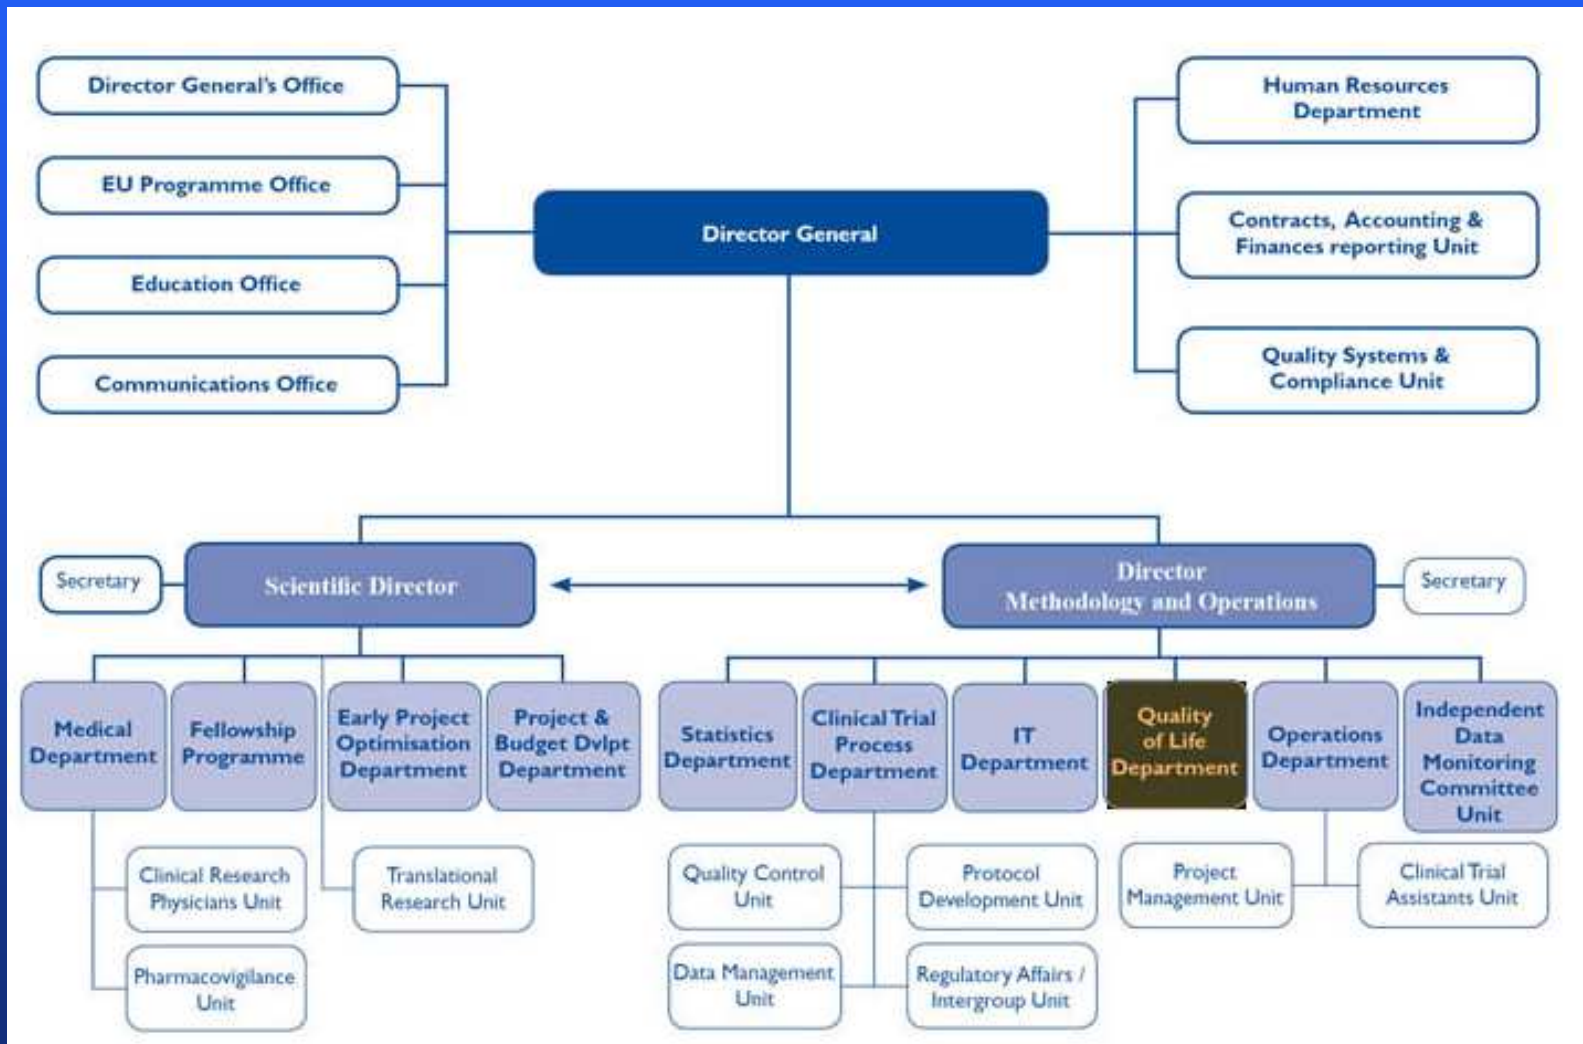 Director General's Office
EU Programme Office
Education Office
Communications Office
Director General
Human Resources
Department
Contracts, Accounting &
Finances reporting Unit
Quality Systems &
Compliance Unit
Secretary
Scientific Director
Director
Methodology and Operations
Secretary
Medical
Department
Fellowship
Programme
Early Project
Optimisation
Department
Project &
Budget Dvlpt
Department
Statistics
Department
Clinical Trial
Process
Department
IT
Department
Quality
of Life
Department
Operations
Department
Independent
Data
Monitoring
Committee
Unit
Clinical Research
Physicians Unit
Translational
Research Unit
Quality Control
Unit
Protocol
Development Unit
Project
Management Unit
Clinical Trial
Assistants Unit
Pharmacovigilance
Unit
Data Management
Unit
Regulatory Affairs /
Intergroup Unit